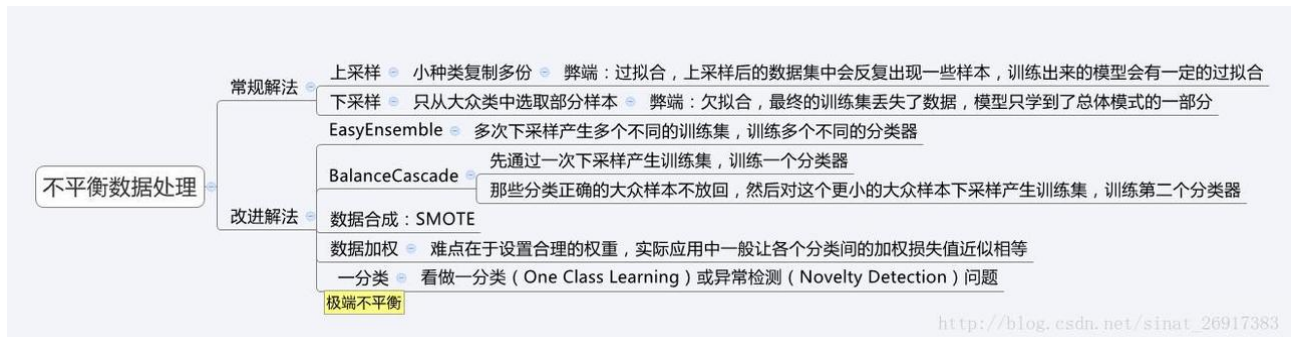 不平衡数据处理
常规解法
上采样 小种类复制多份 弊端：过拟合，上采样后的数据集中会反复出现一些样本，训练出来的模型会有一定的过拟合
下采样 只从大众类中选取部分样本 弊端：欠拟合，最终的训练集丢失了数据，模型只学到了总体模式的一部分
改进解法
EasyEnsemble 多次下采样产生多个不同的训练集，训练多个不同的分类器
BalanceCascade
先通过一次下采样产生训练集，训练一个分类器
那些分类正确的大众样本不放回，然后对这个更小的大众样本下采样产生训练集，训练第二个分类器
数据合成：SMOTE
数据加权 难点在于设置合理的权重，实际应用中一般让各个分类间的加权损失值近似相等
一分类 看做一分类（One Class Learning）或异常检测（Novelty Detection）问题
极端不平衡
http://blog.csdn.net/sinat_26917383